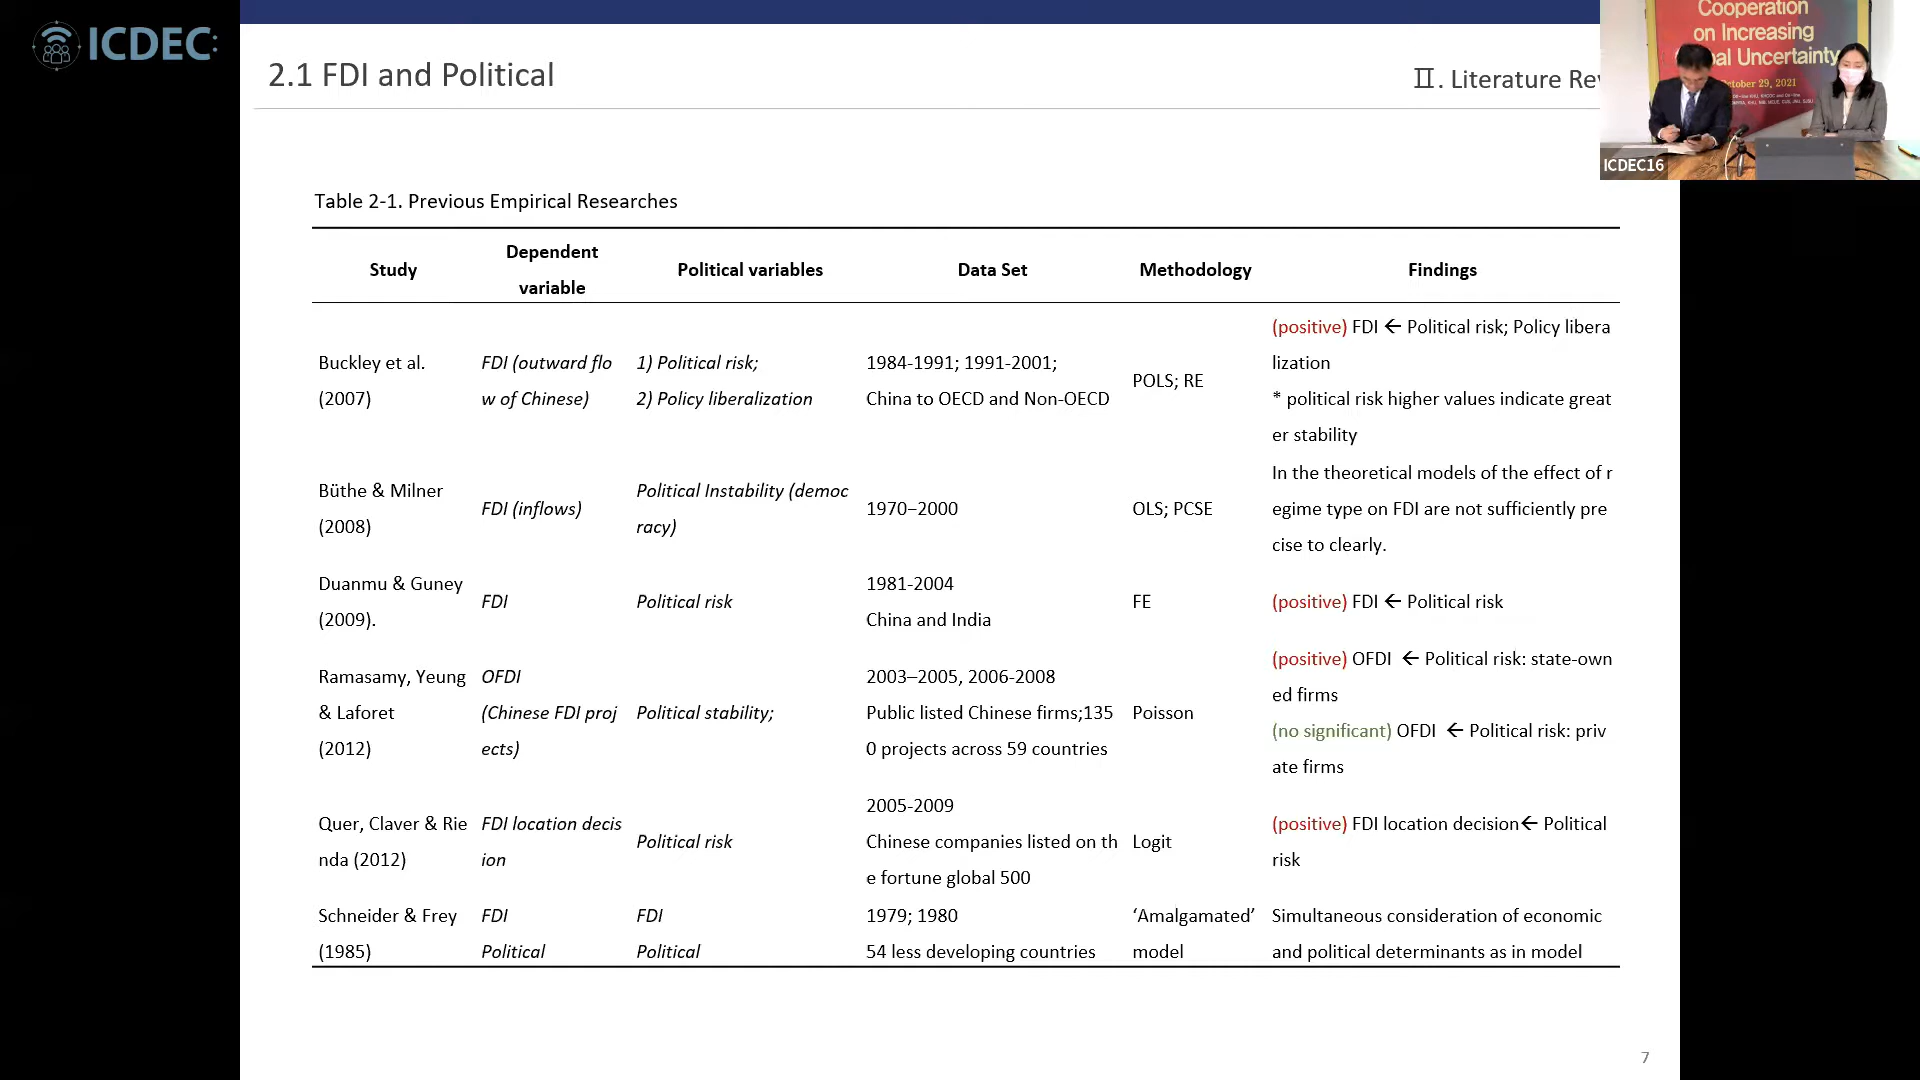 ICDEC:
2.1 FDI and Political
Ⅱ. Literature Re
Cooperation
on Increasing
al Uncertainty
October 29, 2021
ICDEC16
Table 2-1. Previous Empirical Researches
Study
Dependent
variable
Political variables
Data Set
Methodology
Findings
Buckley et al.
(2007)
FDI (outward flo
w of Chinese)
1) Political risk;
2) Policy liberalization
1984-1991; 1991-2001;
China to OECD and Non-OECD
POLS; RE
(positive) FDI ← Political risk; Policy libera
lization
* political risk higher values indicate great
er stability
Büthe & Milner
(2008)
FDI (inflows)
Political Instability (democ
racy)
1970–2000
OLS; PCSE
In the theoretical models of the effect of r
egime type on FDI are not sufficiently pre
cise to clearly.
Duanmu & Guney
(2009).
FDI
Political risk
1981-2004
China and India
FE
(positive) FDI ← Political risk
Ramasamy, Yeung
& Laforet
(2012)
OFDI
(Chinese FDI proj
ects)
Political stability;
2003–2005, 2006-2008
Public listed Chinese firms;135
0 projects across 59 countries
Poisson
(positive) OFDI ← Political risk: state-own
ed firms
(no significant) OFDI ← Political risk: priv
ate firms
Quer, Claver & Rie
nda (2012)
FDI location decis
ion
Political risk
2005-2009
Chinese companies listed on th
e fortune global 500
Logit
(positive) FDI location decision← Political
risk
Schneider & Frey
(1985)
FDI
Political
FDI
Political
1979; 1980
54 less developing countries
‘Amalgamated’
model
Simultaneous consideration of economic
and political determinants as in model
7